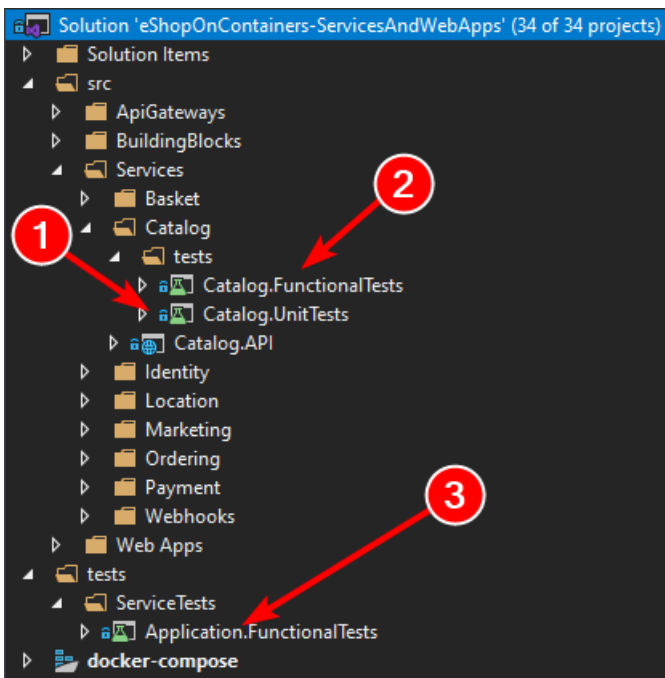 Solution 'eShopOnContainers-ServicesAndWebApps' (34 of 34 projects)
Solution Items
src
ApiGateways
BuildingBlocks
Services
Basket
2
Catalog
1
tests
Catalog.FunctionalTests
Catalog.UnitTests
Catalog.API
Identity
Location
Marketing
Ordering
Payment
3
Webhooks
Web Apps
tests
ServiceTests
Application.FunctionalTests
docker-compose